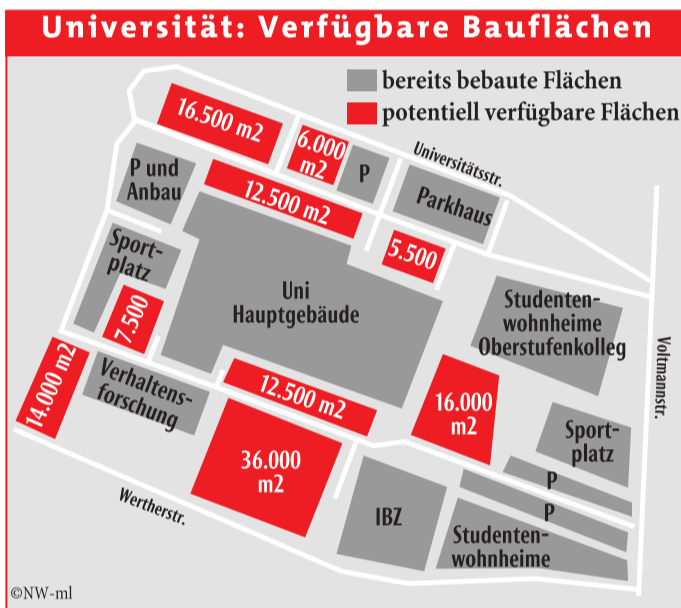 Universität: Verfügbare Bauflächen
bereits bebaute Flächen
potentiell verfügbare Flächen
16.500 m2
6.000
m2
P
Universitätsstr.
P und
Anbau
12.500 m2
Parkhaus
Sport-
platz
5.500
Uni
Hauptgebäude
7.500
Studenten-
wohnheime
Oberstufenkolleg
Voltmannstr.
14.000 m2
Verhaltens-
forschung
12.500 m2
16.000
m2
Sport-
platz
36.000
m2
P
P
Wertherstr.
IBZ
Studenten-
wohnheime
©NW-ml